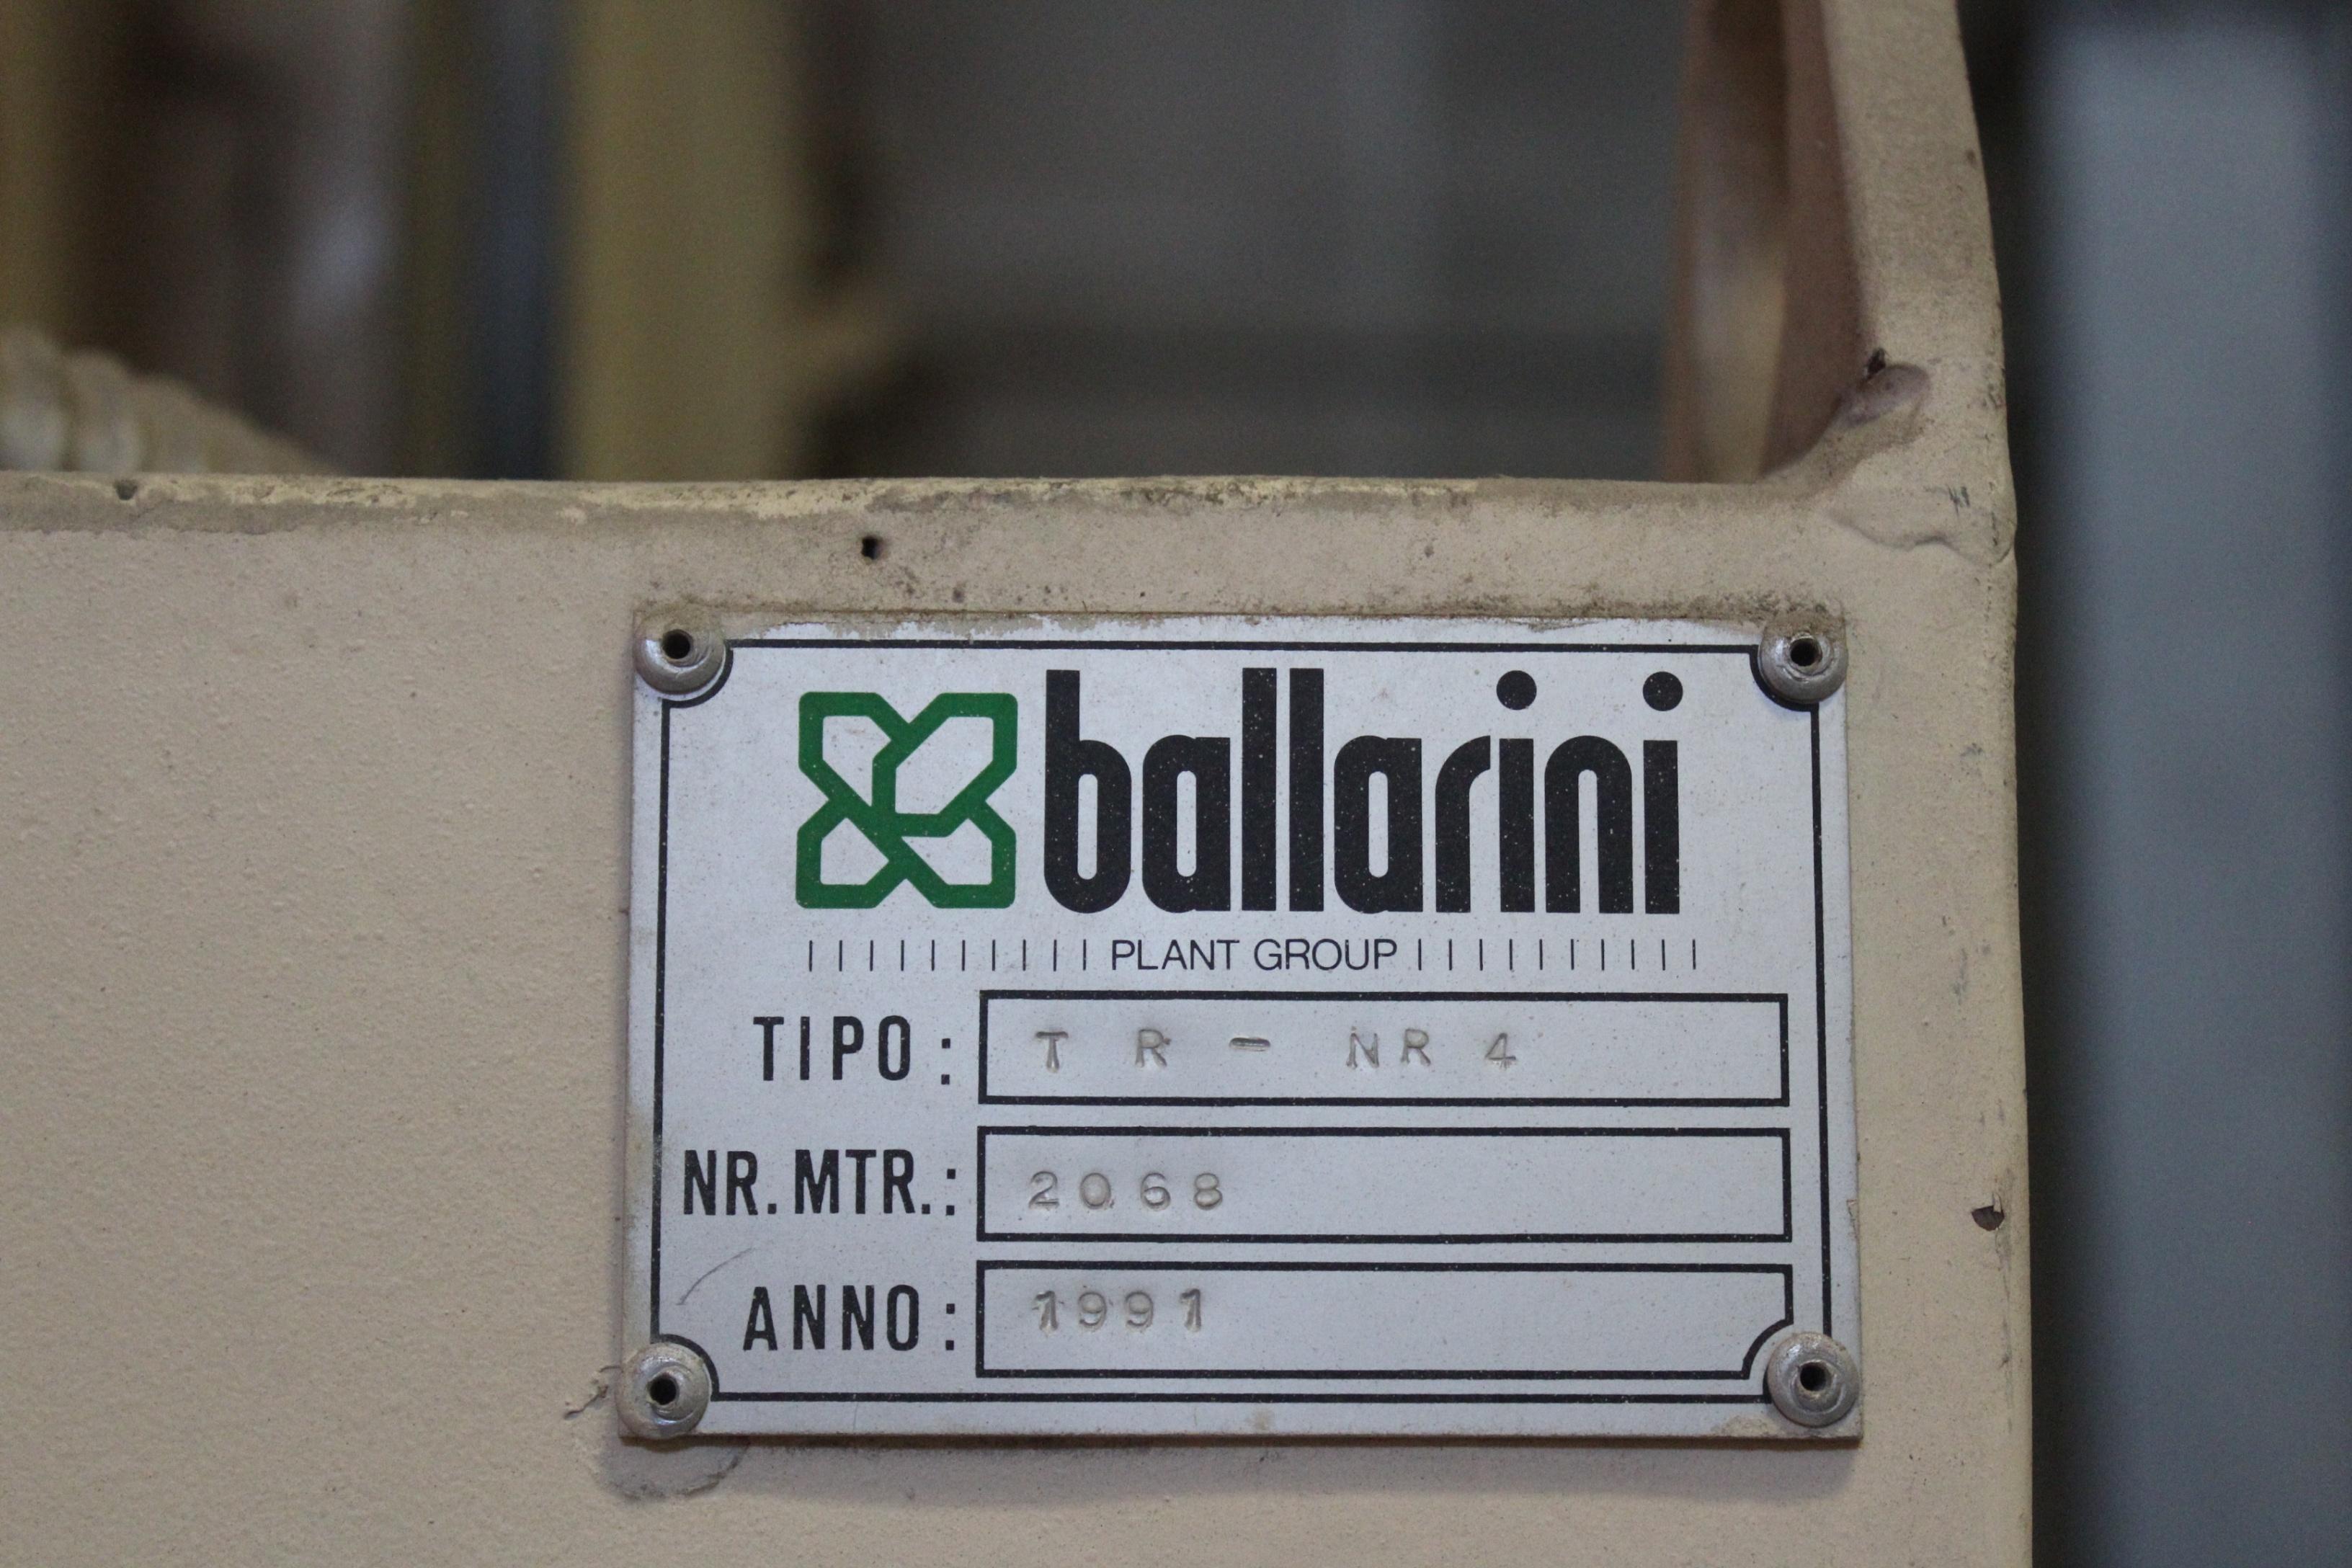 ballarini
PLANT GROUP
TIPO: TR - NR 4
NR. MTR.: 2068
ANNO: 1991